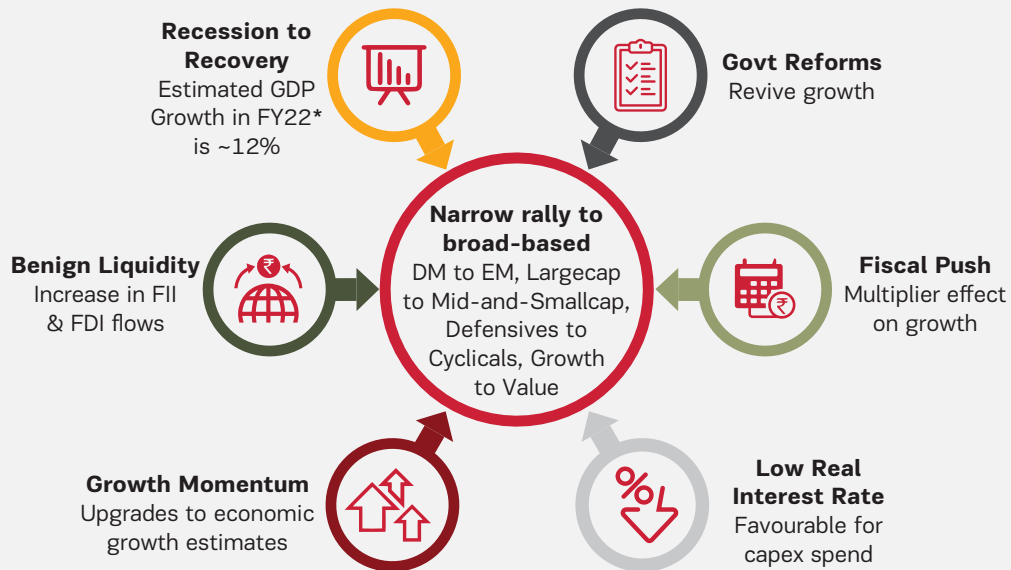 Recession to
Recovery
Estimated GDP
Growth in FY22*
is ~12%
Govt Reforms
Revive growth
Benign Liquidity
Increase in FII
& FDI flows
₹
Narrow rally to
broad-based
DM to EM, Largecap
to Mid-and-Smallcap,
Defensives to
Cyclicals, Growth
to Value
₹
Fiscal Push
Multiplier effect
on growth
Growth Momentum
Upgrades to economic
growth estimates
%
Low Real
Interest Rate
Favourable for
capex spend